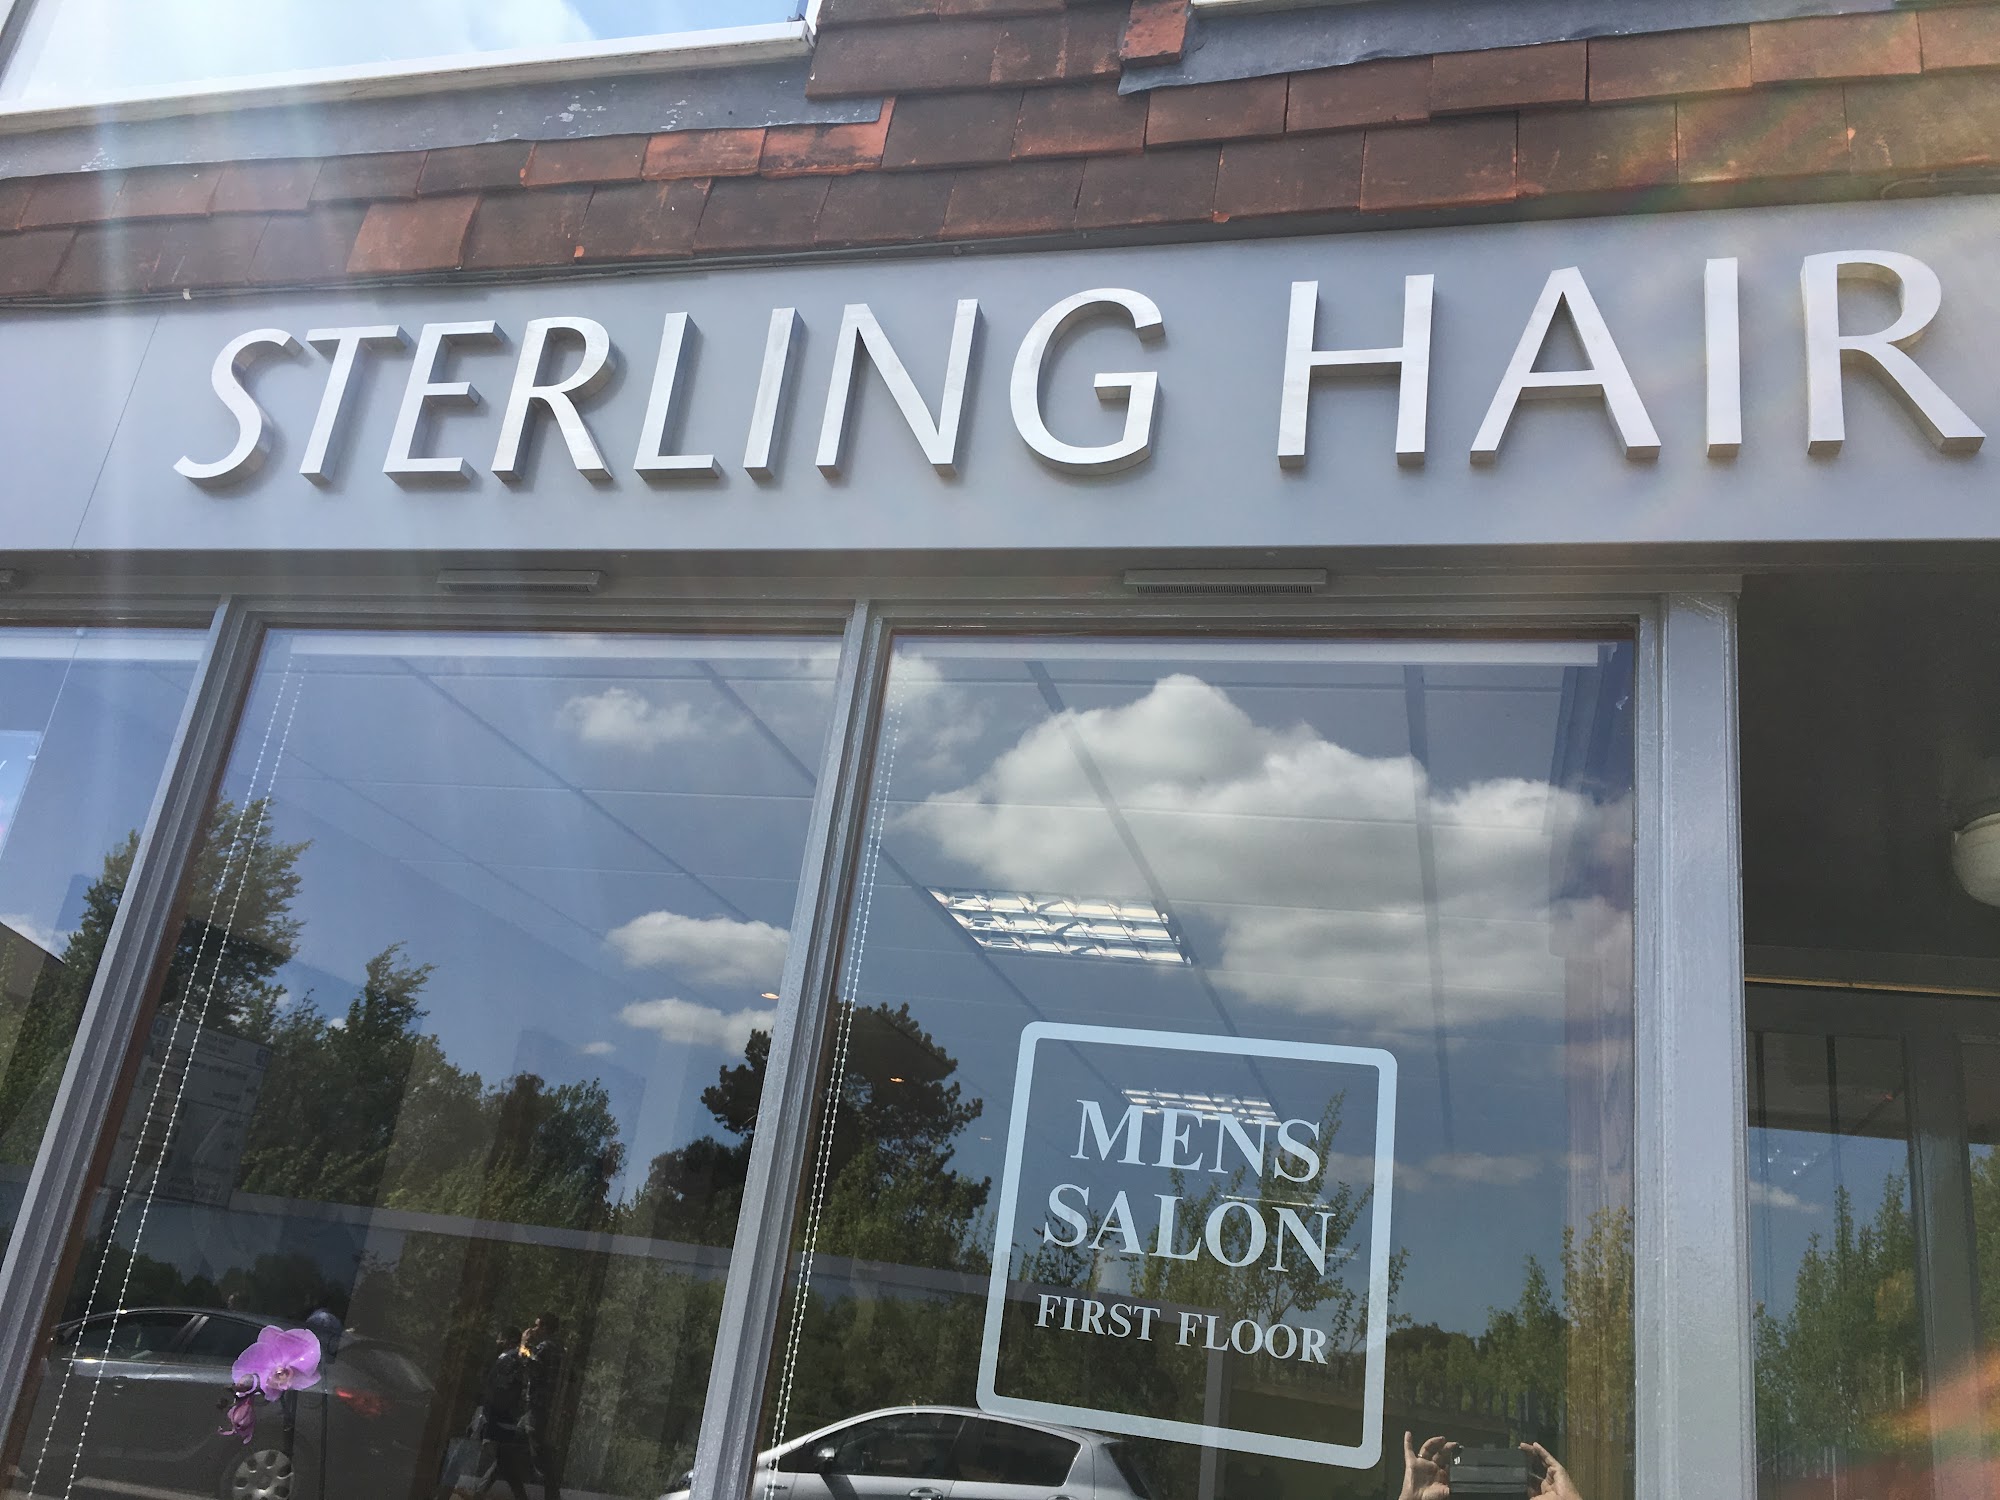 STERLING HAIR
MENS
SALON
FIRST FLOOR